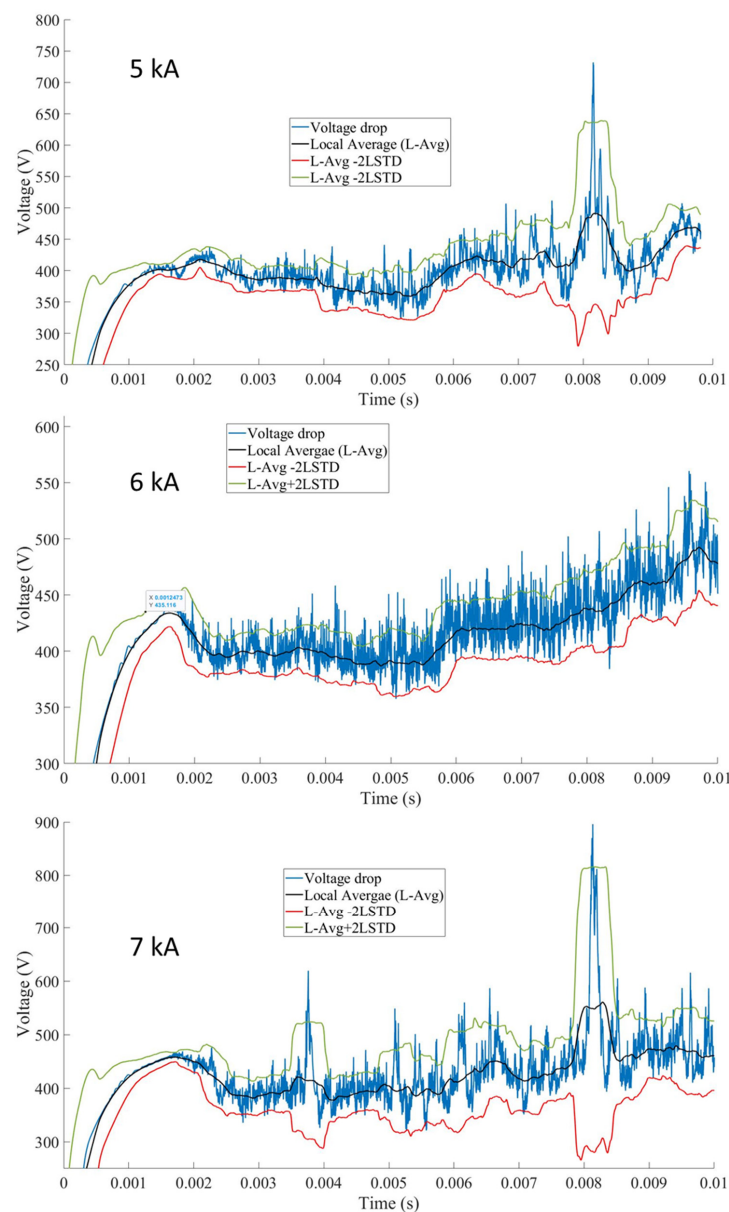 800
750
700
650
600
550
500
450
400
350
300
250
Voltage (V)
5 kA
Voltage drop
Local Average (L-Avg)
L-Avg -2LSTD
L-Avg -2LSTD
0 0.001 0.002 0.003 0.004 0.005 0.006 0.007 0.008 0.009 0.01
Time (s)
600
550
500
450
400
350
300
Voltage (V)
6 kA
Voltage drop
Local Avergae (L-Avg)
L-Avg -2LSTD
L-Avg+2LSTD
X 0.0012473
Y 435.116
0 0.001 0.002 0.003 0.004 0.005 0.006 0.007 0.008 0.009 0.01
Time (s)
900
800
700
600
500
400
300
Voltage (V)
7 kA
Voltage drop
Local Avergae (L-Avg)
L-Avg -2LSTD
L-Avg+2LSTD
0 0.001 0.002 0.003 0.004 0.005 0.006 0.007 0.008 0.009 0.01
Time (s)